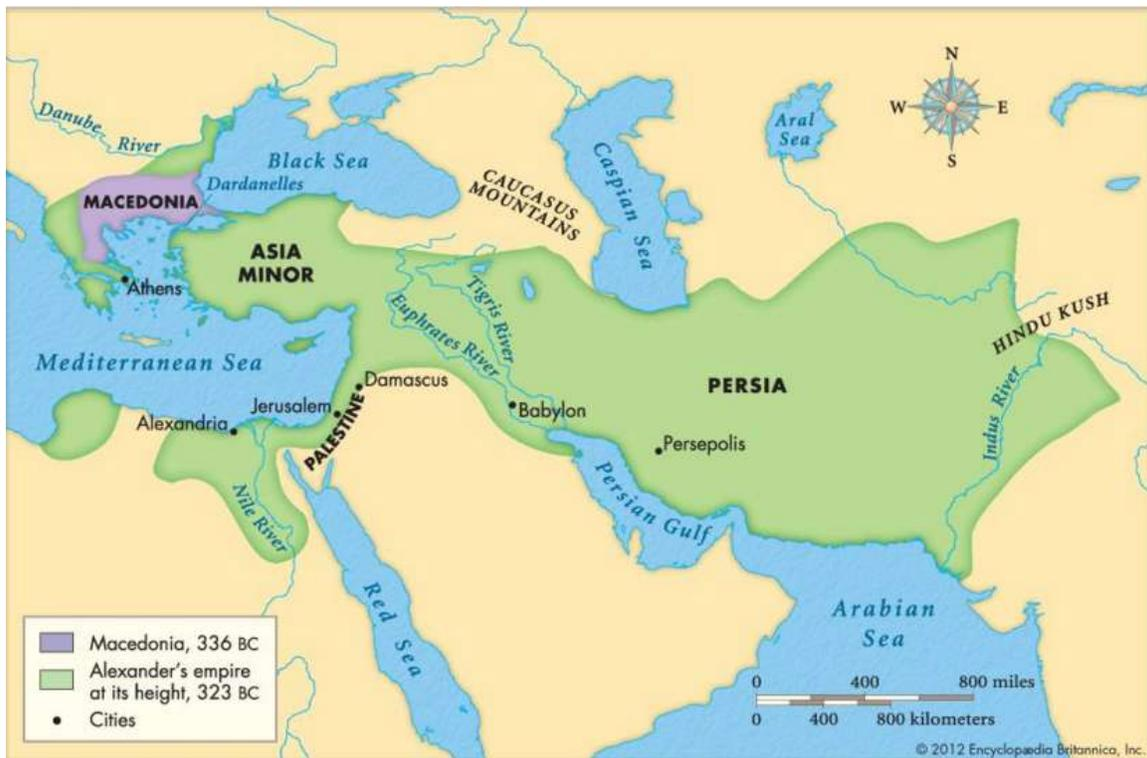 Danube
River
Black Sea
Dardanelles
MACEDONIA
ASIA
MINOR
Athens
CAUCASUS
MOUNTAINS
Caspian Sea
Aral
Sea
N
W
E
S
Mediterranean Sea
Euphrates River
Tigris River
HINDU KUSH
Indus River
PERSIA
Damascus
Jerusalem
PALESTINE
Alexandria
Babylon
Persepolis
Nile River
Persian Gulf
Red Sea
Arabian
Sea
Macedonia, 336 BC
Alexander's empire
at its height, 323 BC
Cities
0 400 800 miles
0 400 800 kilometers
© 2012 Encyclopædia Britannica, Inc.